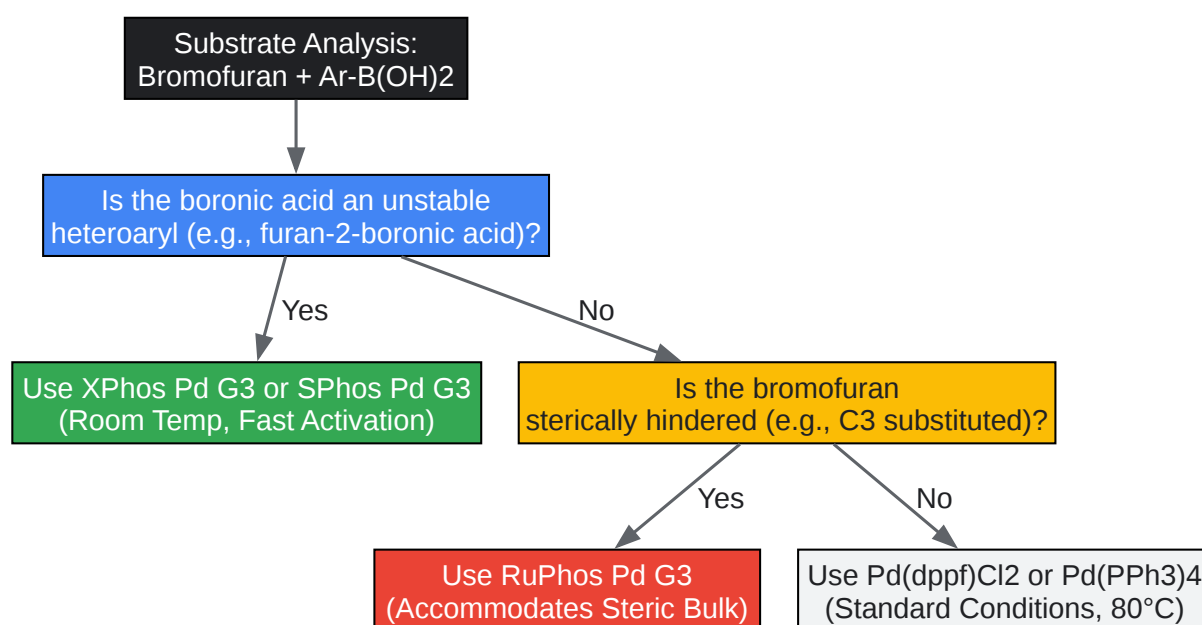 Substrate Analysis:
Bromofuran + Ar-B(OH)2
Is the boronic acid an unstable
heteroaryl (e.g., furan-2-boronic acid)?
Yes
No
Use XPhos Pd G3 or SPhos Pd G3
(Room Temp, Fast Activation)
Is the bromofuran
sterically hindered (e.g., C3 substituted)?
Yes
No
Use RuPhos Pd G3
(Accommodates Steric Bulk)
Use Pd(dppf)Cl2 or Pd(PPh3)4
(Standard Conditions, 80°C)